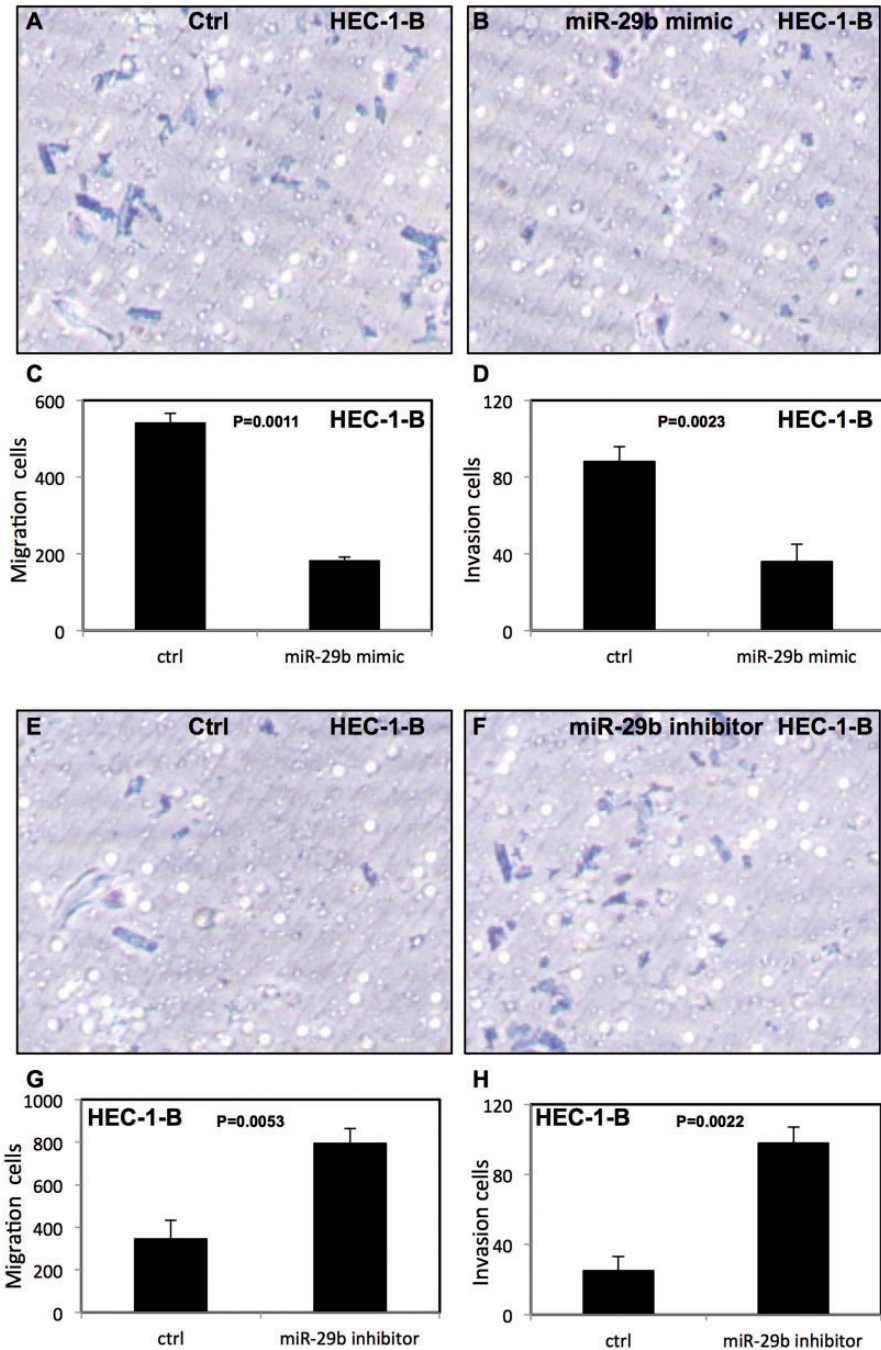 A Ctrl HEC-1-B
B miR-29b mimic HEC-1-B
C
600
400
200
0
Migration cells
P=0.0011 HEC-1-B
ctrl miR-29b mimic
D
120
80
40
0
Invasion cells
P=0.0023 HEC-1-B
ctrl miR-29b mimic
E Ctrl HEC-1-B
F miR-29b inhibitor HEC-1-B
G
1000
800
600
400
200
0
Migration cells
HEC-1-B P=0.0053
ctrl miR-29b inhibitor
H
120
80
40
0
Invasion cells
HEC-1-B P=0.0022
ctrl miR-29b inhibitor